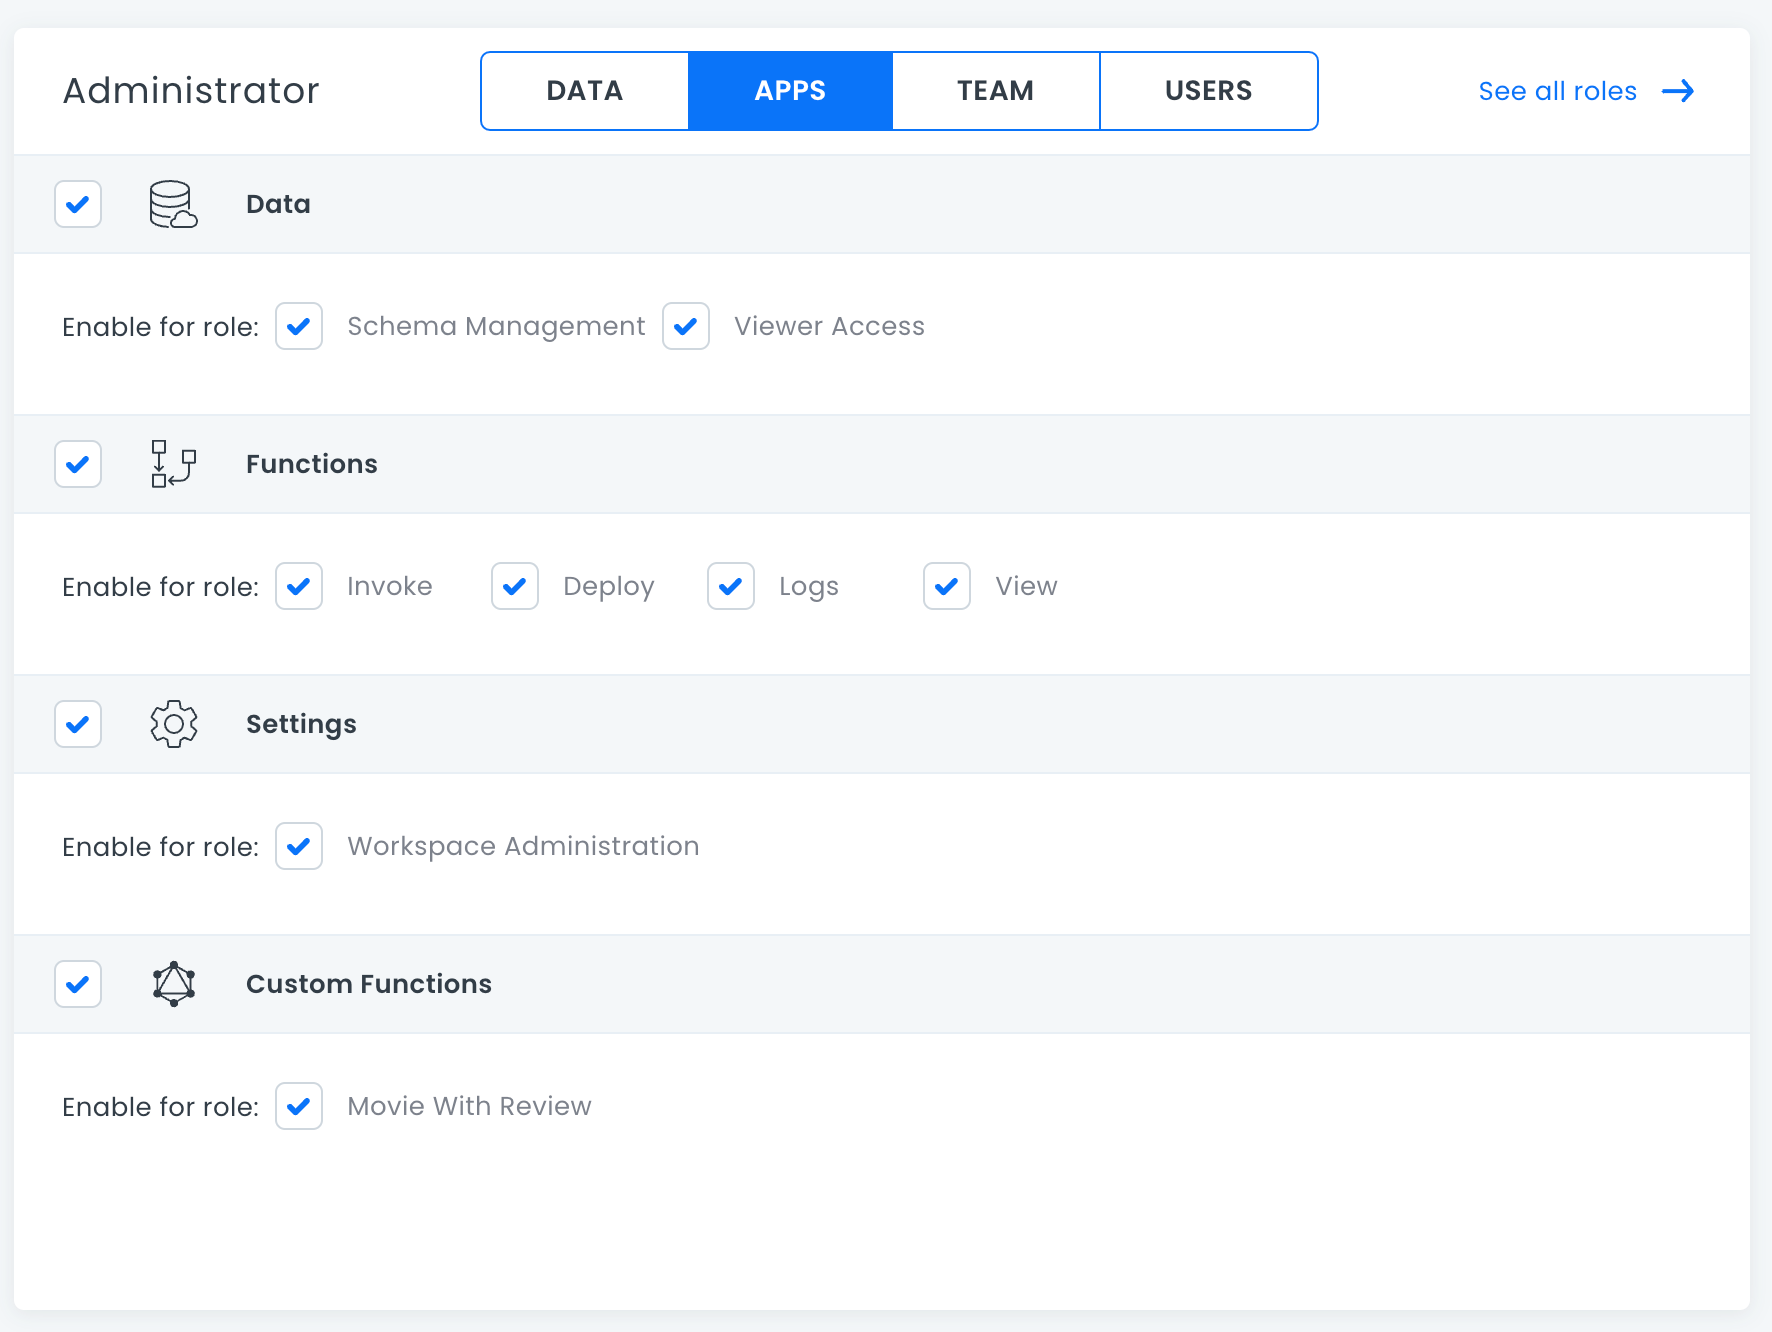 Administrator DATA APPS TEAM USERS See all roles
Data
Enable for role: Schema Management Viewer Access
Functions
Enable for role: Invoke Deploy Logs View
Settings
Enable for role: Workspace Administration
Custom Functions
Enable for role: Movie With Review